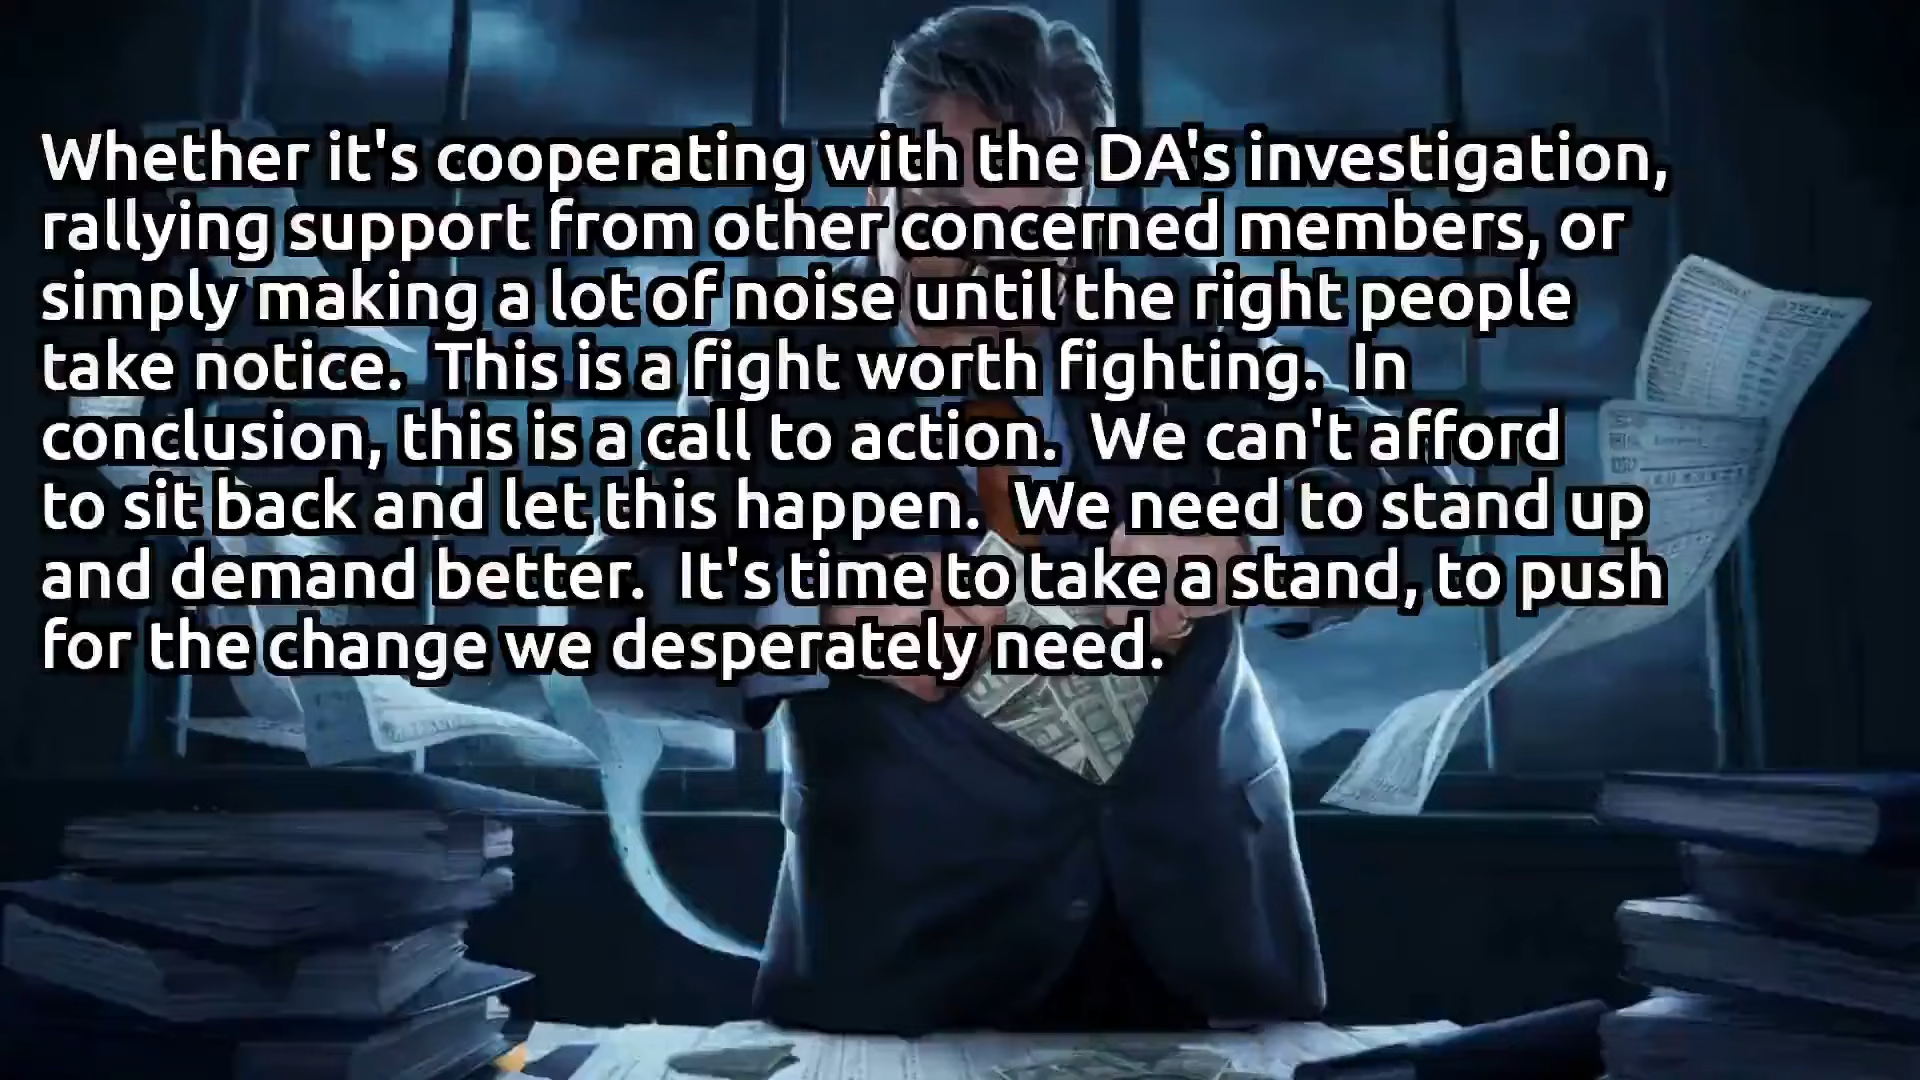 Whether it's cooperating with the DA's investigation,
rallying support from other concerned members, or
simply making a lot of noise until the right people
take notice.  This is a fight worth fighting.  In
conclusion, this is a call to action.  We can't afford
to sit back and let this happen.  We need to stand up
and demand better.  It's time to take a stand, to push
for the change we desperately need.